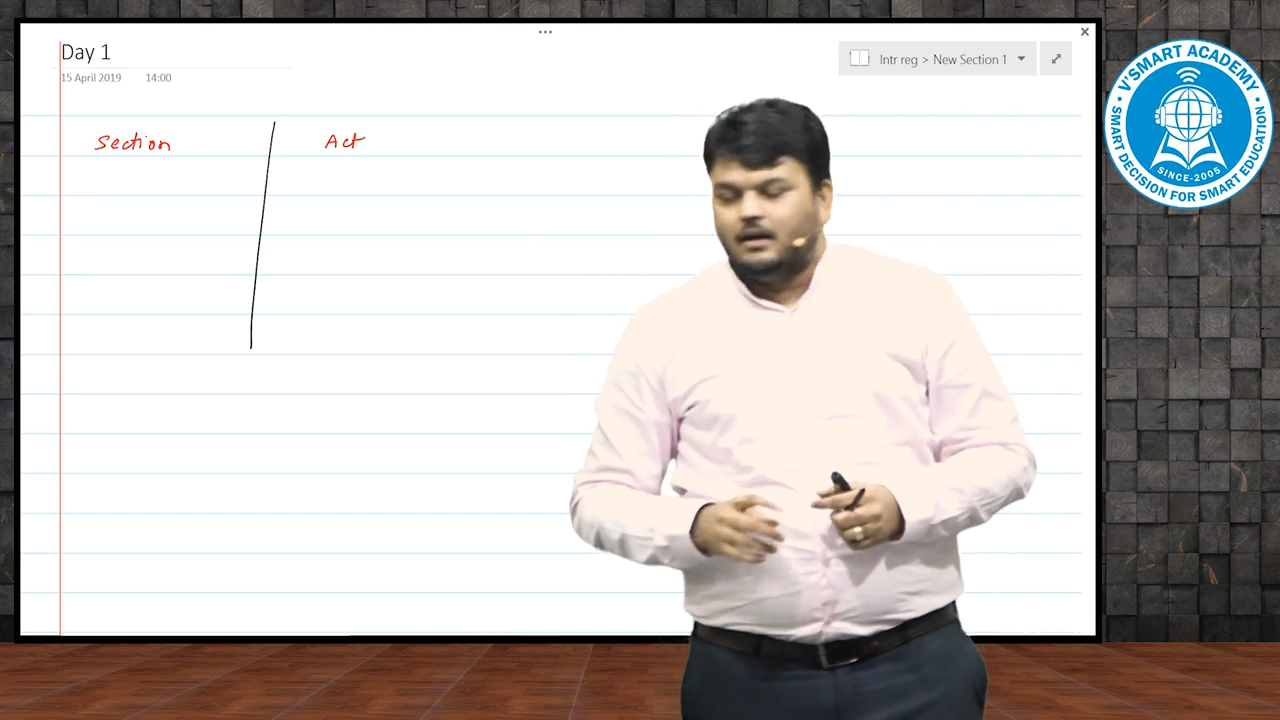 Day 1
15 April 2019 14:00
Intr reg > New Section 1
Section Act
• V'SMART ACADEMY •
SMART DECISION FOR SMART EDUCATION
SINCE-2005